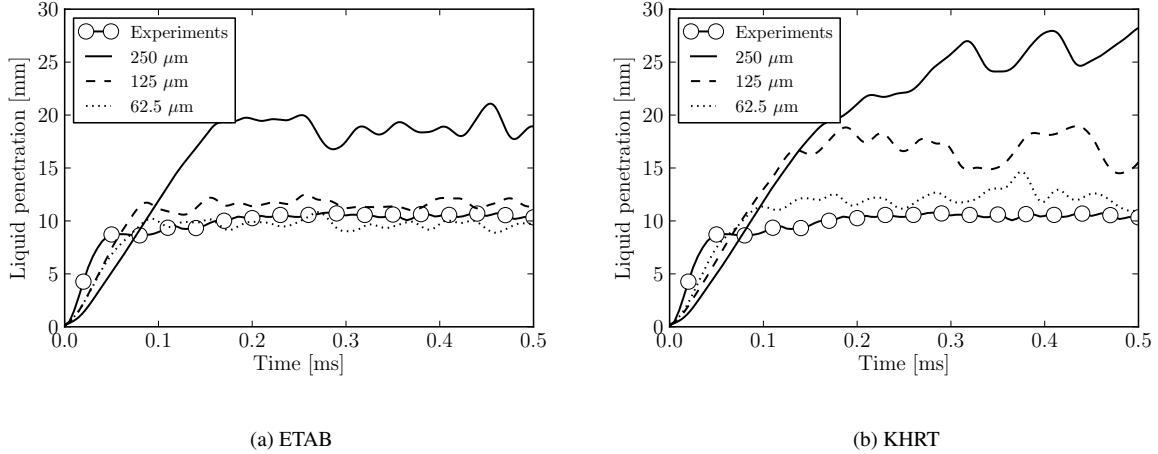 30
25
20
15
10
5
0
Liquid penetration [mm]
Experiments
250 μm
125 μm
62.5 μm
0.0 0.1 0.2 0.3 0.4 0.5
Time [ms]
(a) ETAB
30
25
20
15
10
5
0
Liquid penetration [mm]
Experiments
250 μm
125 μm
62.5 μm
0.0 0.1 0.2 0.3 0.4 0.5
Time [ms]
(b) KHRT